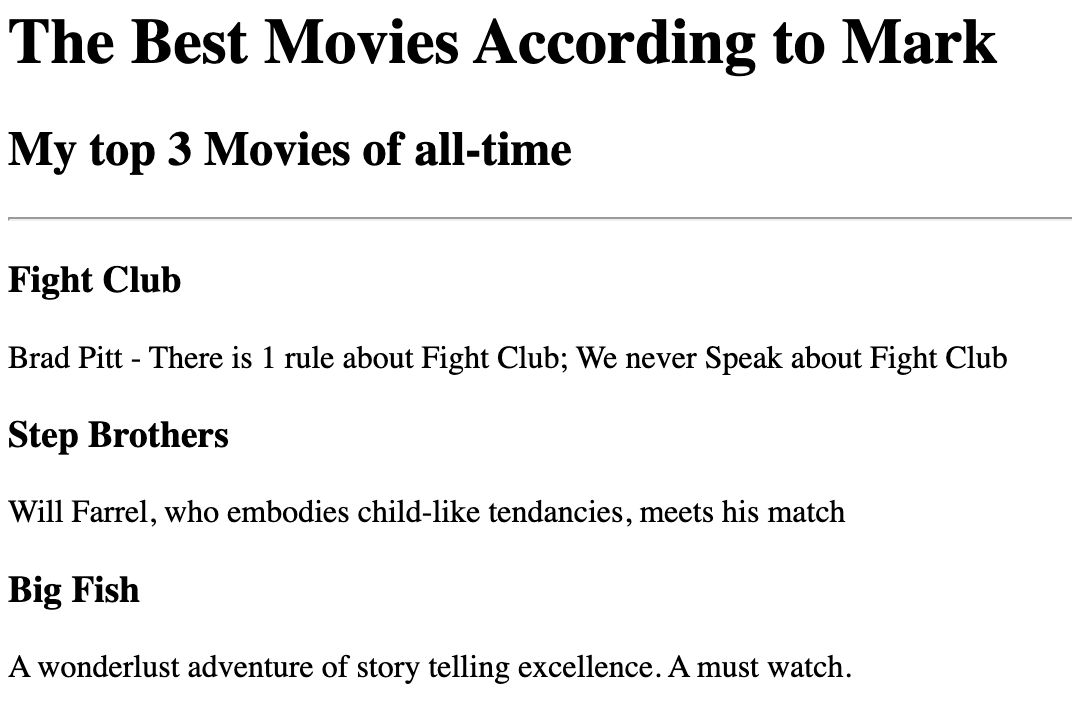 The Best Movies According to Mark
My top 3 Movies of all-time
Fight Club
Brad Pitt - There is 1 rule about Fight Club; We never Speak about Fight Club
Step Brothers
Will Farrel, who embodies child-like tendancies, meets his match
Big Fish
A wonderlust adventure of story telling excellence. A must watch.